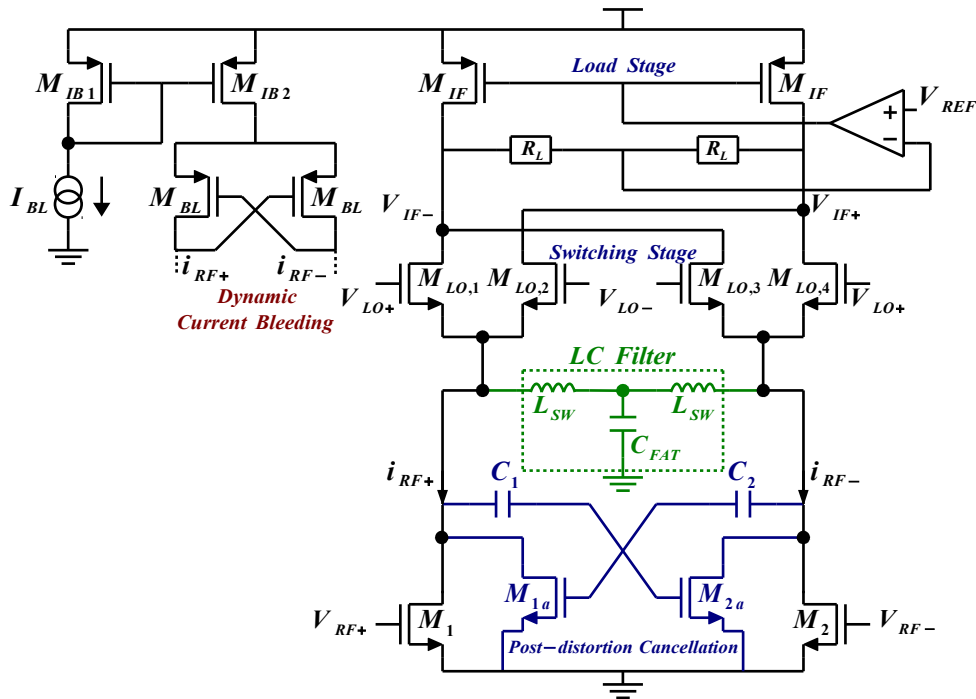 M IB1
M IB2
M IF
Load Stage
M IF
V REF
+
−
R L
R L
I BL
M BL
M BL
V IF−
V IF+
i RF+
i RF−
Switching Stage
Dynamic
Current Bleeding
V LO+
M LO,1
M LO,2
V LO−
M LO,3
M LO,4
V LO+
LC Filter
L SW
L SW
C FAT
i RF+
C 1
C 2
i RF−
M 1a
M 2a
V RF+
M 1
M 2
V RF−
Post−distortion Cancellation